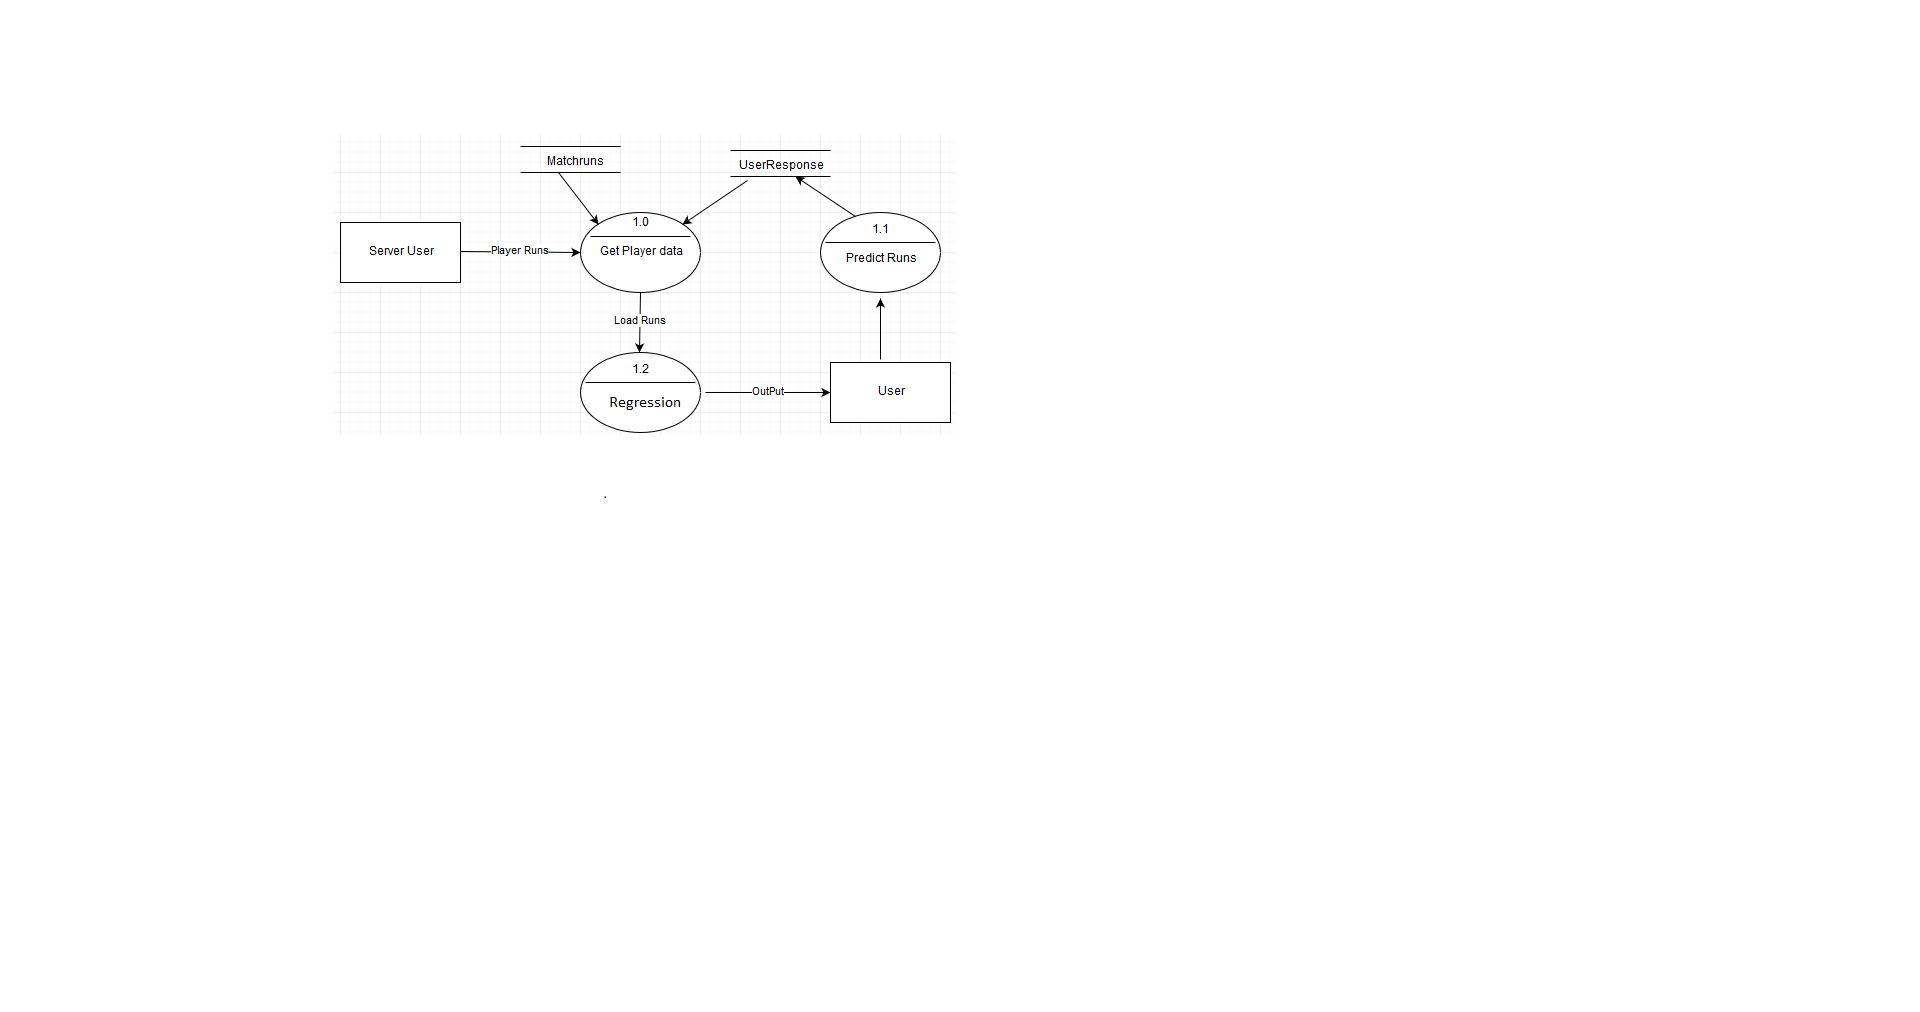 Matchruns
UserResponse
1.0
Get Player data
1.1
Predict Runs
Server User
Player Runs
Load Runs
1.2
Regression
OutPut
User
.